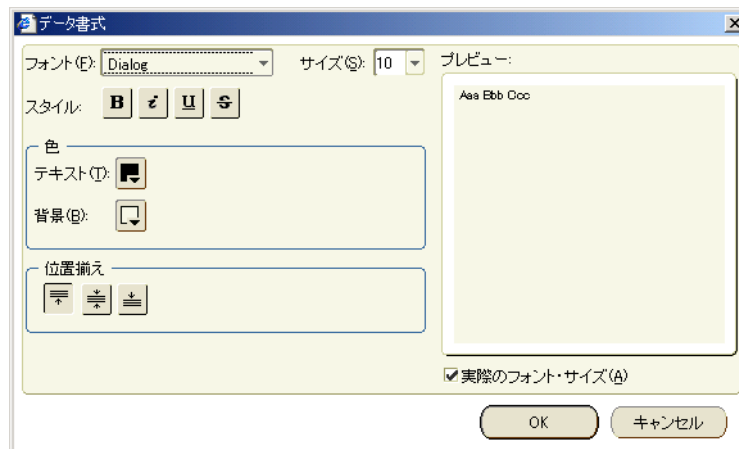 データ書式
フォント(F): Dialog サイズ(S): 10 プレビュー:
スタイル: B i U S
Aaa Bbb Ccc
色
テキスト(T):
背景(B):
位置揃え
実際のフォント・サイズ(A)
OK キャンセル